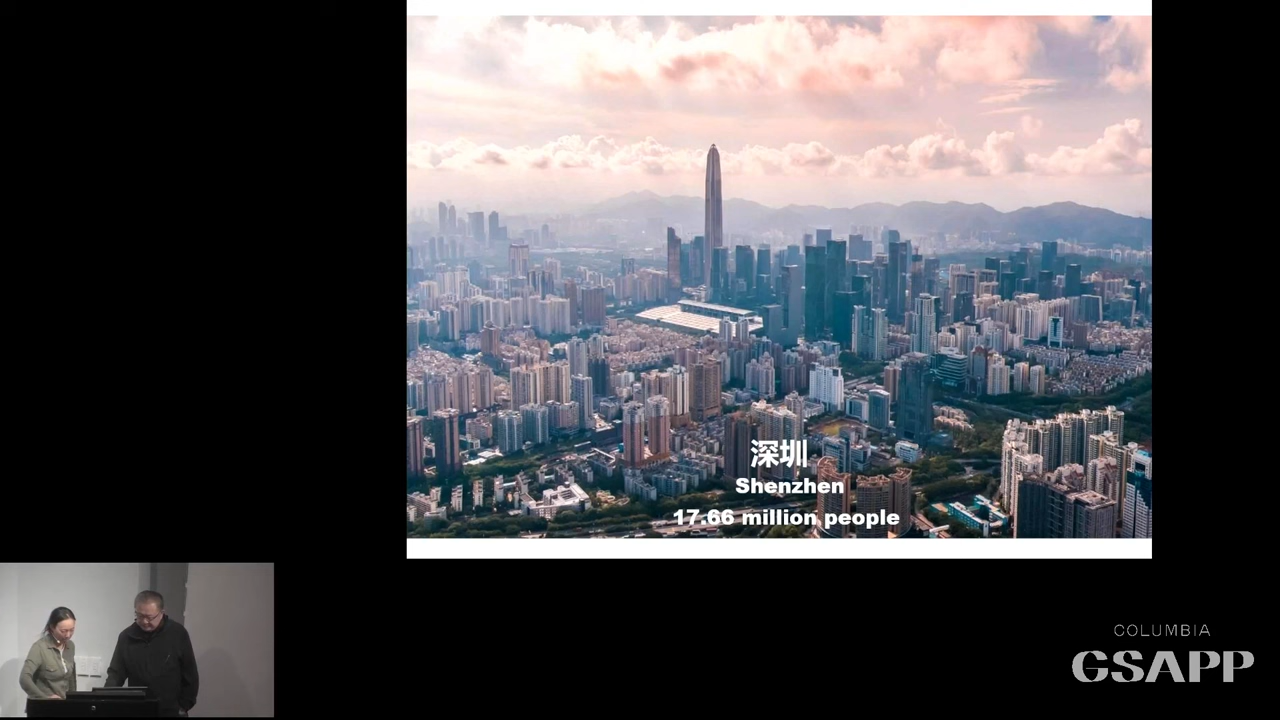 深圳
Shenzhen
17.66 million people
COLUMBIA
GSAPP